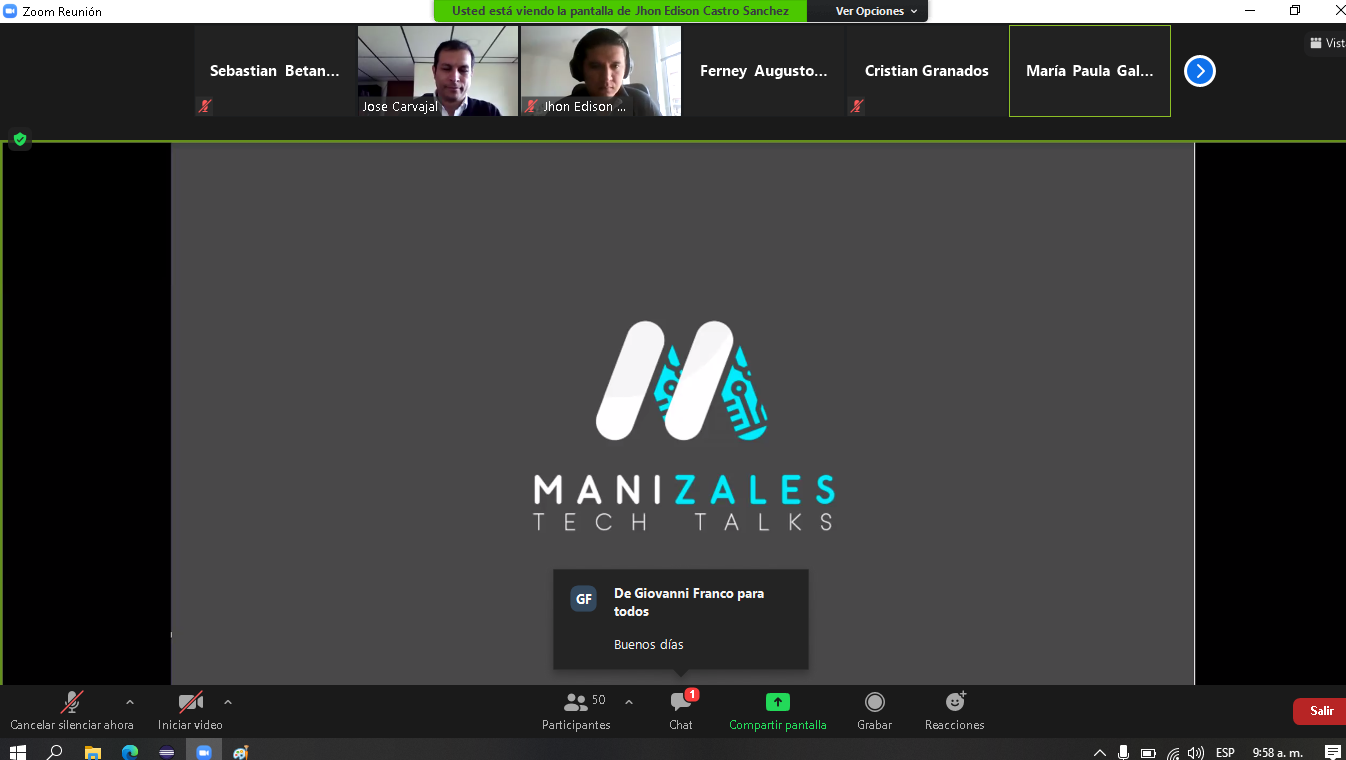 Zoom Reunión
Usted está viendo la pantalla de Jhon Edison Castro Sanchez
Ver Opciones
Sebastian Betan...
Jose Carvajal
Jhon Edison ...
Ferney Augusto...
Cristian Granados
María Paula Gal...
Vist
MANIZALES
TECH TALKS
GF
De Giovanni Franco para
todos
Buenos días
Cancelar silenciar ahora
Iniciar video
50
Participantes
1
Chat
Compartir pantalla
Grabar
Reacciones
Salir
ESP
9:58 a. m.